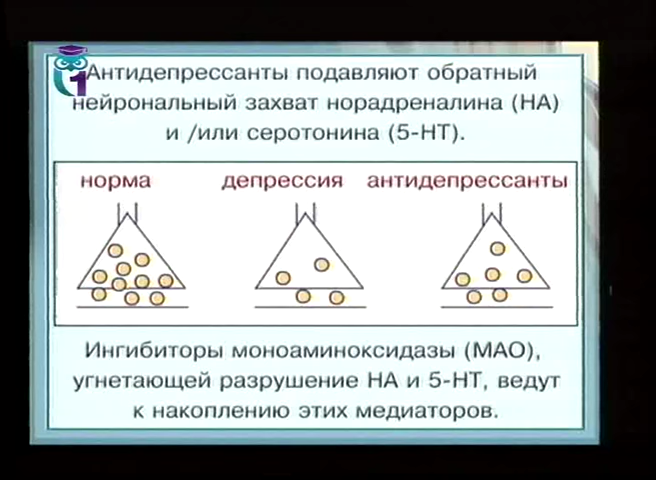 1
Антидепрессанты подавляют обратный
нейрональный захват норадреналина (НА)
и /или серотонина (5-НТ).
норма депрессия антидепрессанты
Ингибиторы моноаминоксидазы (МАО),
угнетающей разрушение НА и 5-НТ, ведут
к накоплению этих медиаторов.